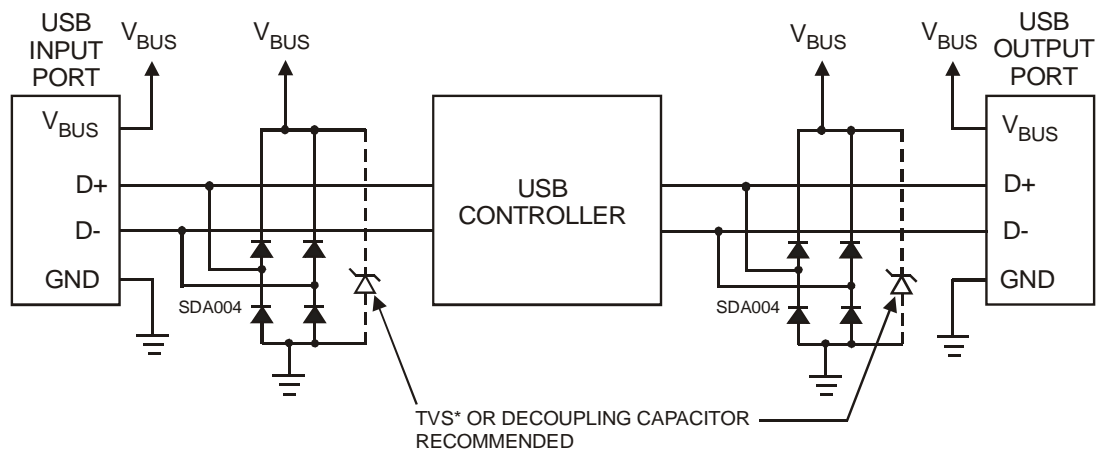 USB
INPUT
PORT
VBUS
VBUS
VBUS
VBUS
USB
OUTPUT
PORT
VBUS
D+
D-
GND
SDA004
USB
CONTROLLER
SDA004
VBUS
D+
D-
GND
TVS* OR DECOUPLING CAPACITOR
RECOMMENDED